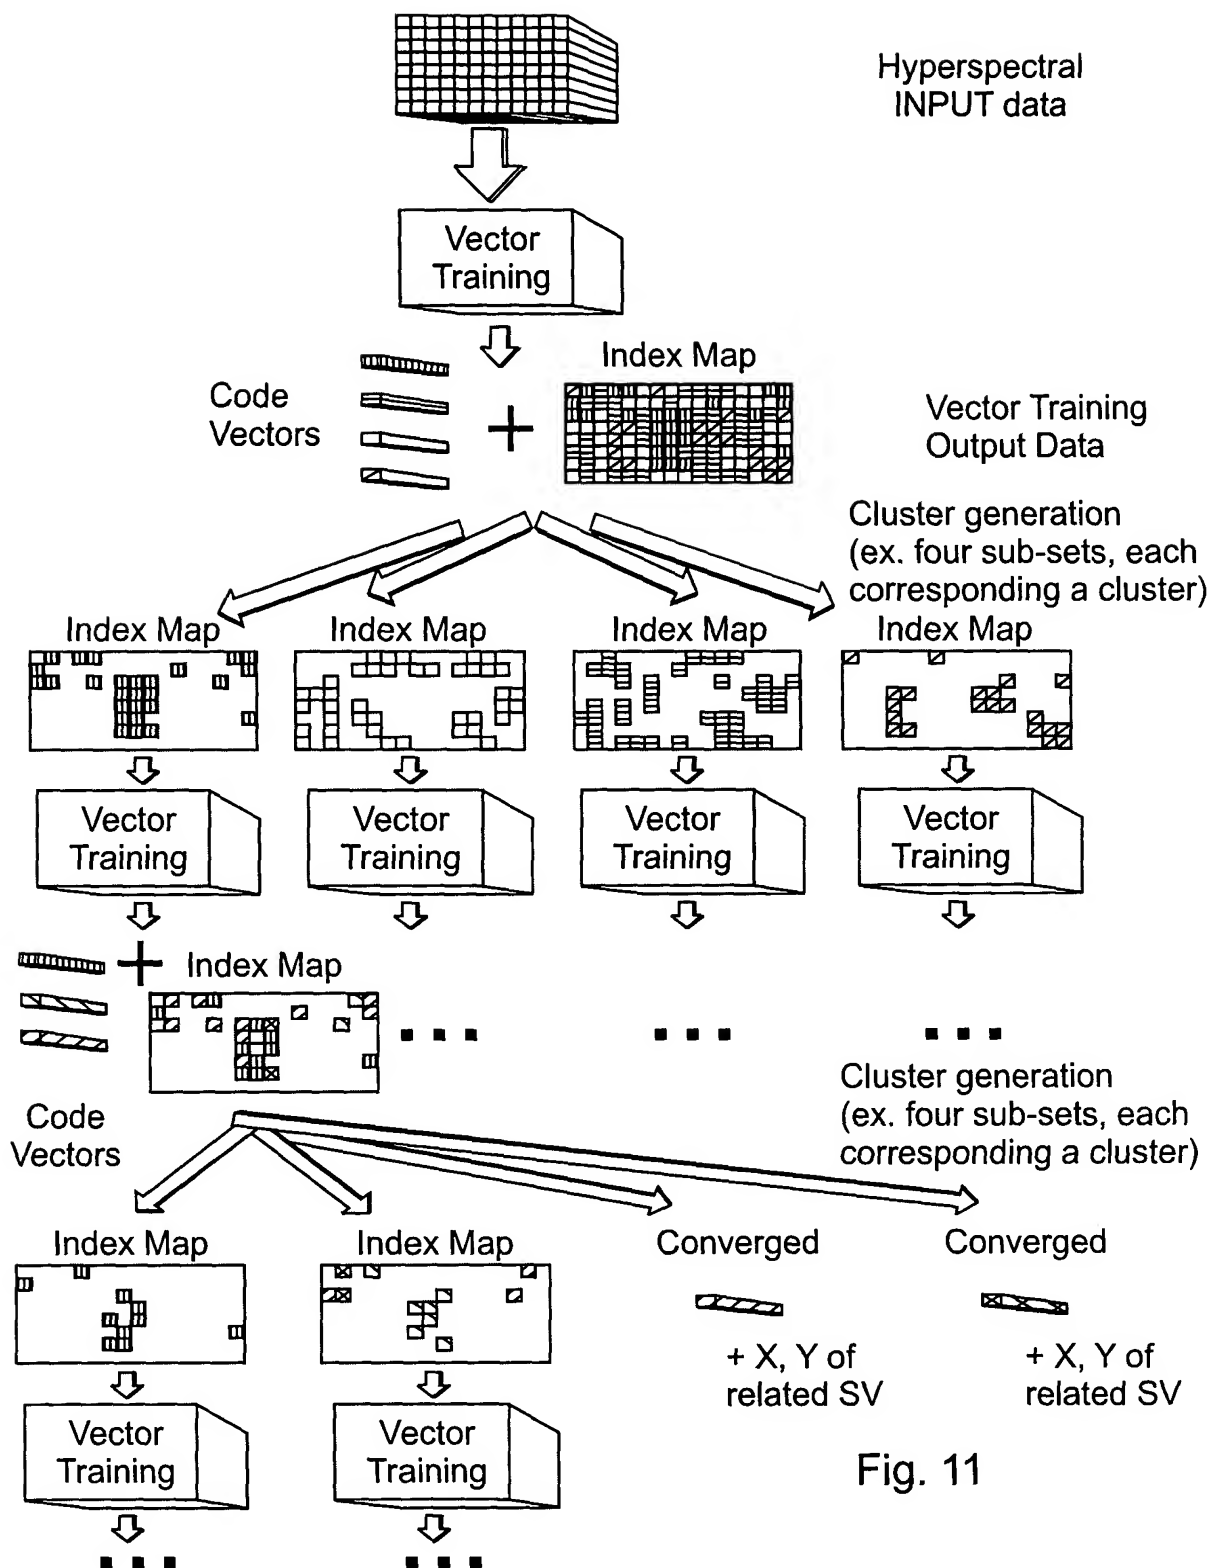 Hyperspectral
INPUT data
Vector
Training
Index Map
Code
Vectors
+
Vector Training
Output Data
Cluster generation
(ex. four sub-sets, each
corresponding a cluster)
Index Map
Index Map
Index Map
Index Map
Vector
Training
Vector
Training
Vector
Training
Vector
Training
+
Index Map
Code
Vectors
Cluster generation
(ex. four sub-sets, each
corresponding a cluster)
Index Map
Index Map
Converged
Converged
+ X, Y of
related SV
+ X, Y of
related SV
Vector
Training
Vector
Training
Fig. 11